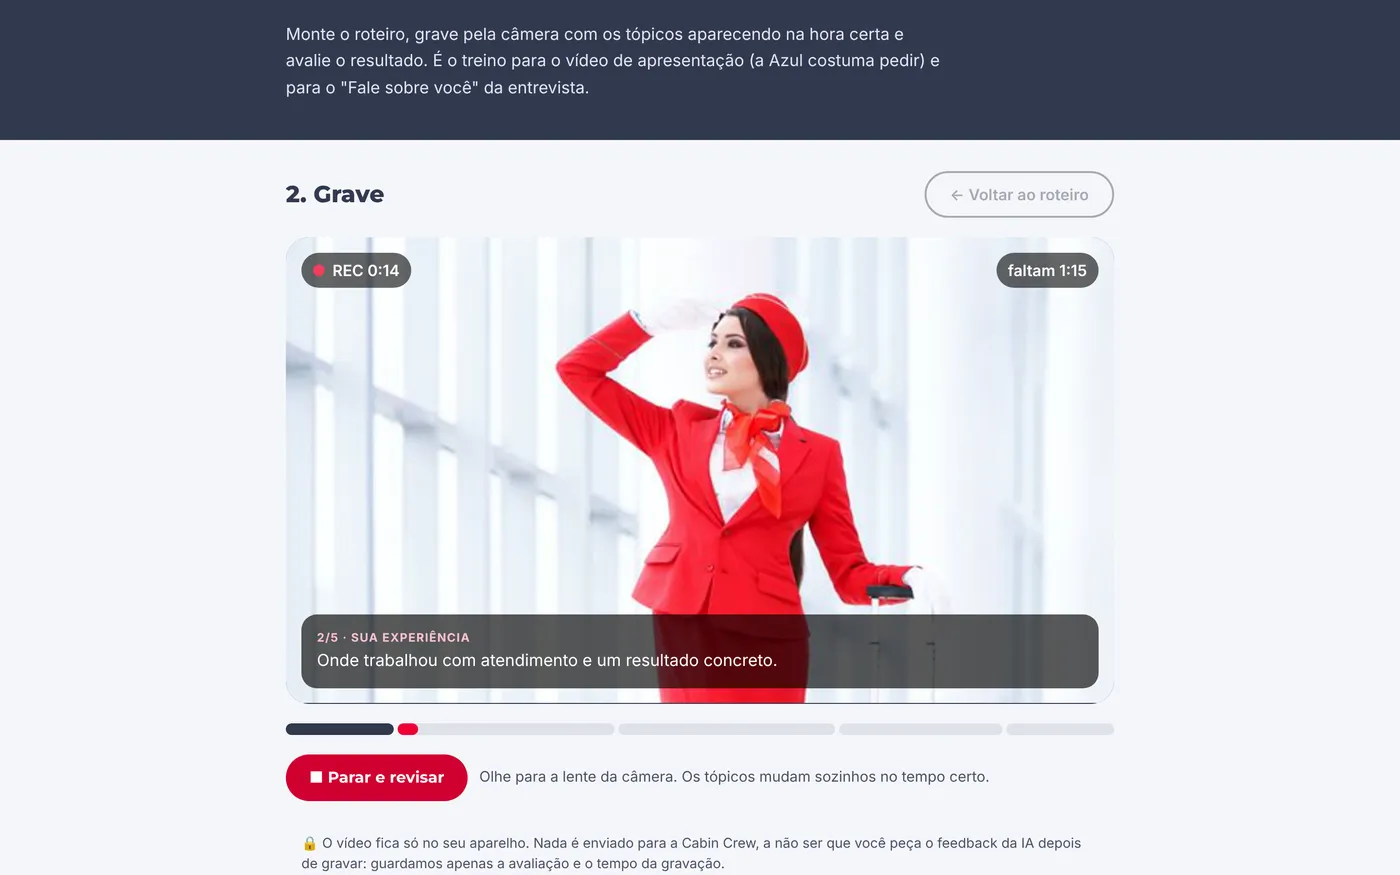 Monte o roteiro, grave pela câmera com os tópicos aparecendo na hora certa e
avalie o resultado. É o treino para o vídeo de apresentação (a Azul costuma pedir) e
para o "Fale sobre você" da entrevista.
2. Grave
← Voltar ao roteiro
REC 0:14
faltam 1:15
2/5 · SUA EXPERIÊNCIA
Onde trabalhou com atendimento e um resultado concreto.
Parar e revisar
Olhe para a lente da câmera. Os tópicos mudam sozinhos no tempo certo.
🔒 O vídeo fica só no seu aparelho. Nada é enviado para a Cabin Crew, a não ser que você peça o feedback da IA depois
de gravar: guardamos apenas a avaliação e o tempo da gravação.